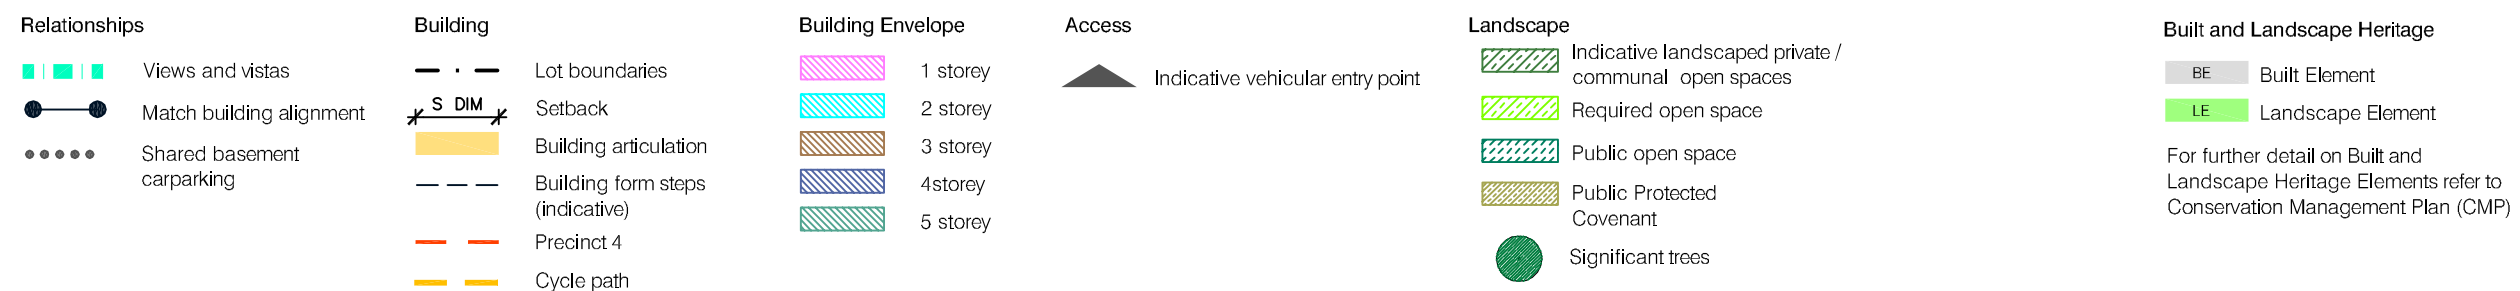 Relationships
Views and vistas
Match building alignment
Shared basement
carparking
Building
Lot boundaries
S DIM
Setback
Building articulation
Building form steps
(indicative)
Precinct 4
Cycle path
Building Envelope
1 storey
2 storey
3 storey
4storey
5 storey
Access
Indicative vehicular entry point
Landscape
Indicative landscaped private /
communal open spaces
Required open space
Public open space
Public Protected
Covenant
Significant trees
Built and Landscape Heritage
BE Built Element
LE Landscape Element
For further detail on Built and
Landscape Heritage Elements refer to
Conservation Management Plan (CMP)